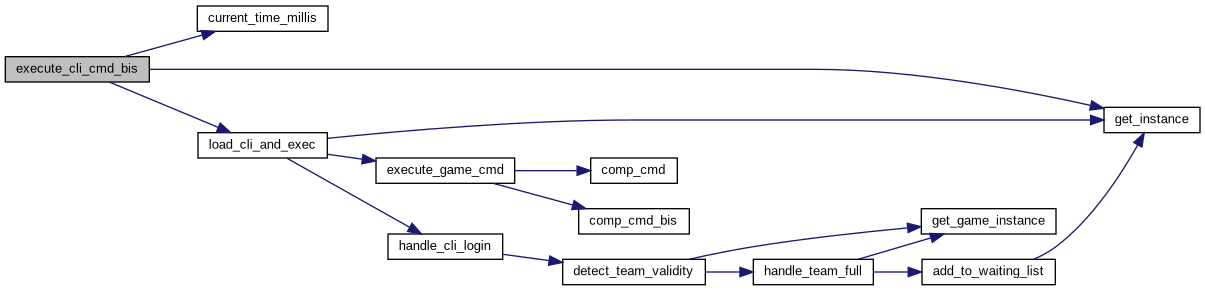 current_time_millis
execute_cli_cmd_bis
get_instance
load_cli_and_exec
execute_game_cmd
comp_cmd
comp_cmd_bis
get_game_instance
handle_cli_login
detect_team_validity
handle_team_full
add_to_waiting_list